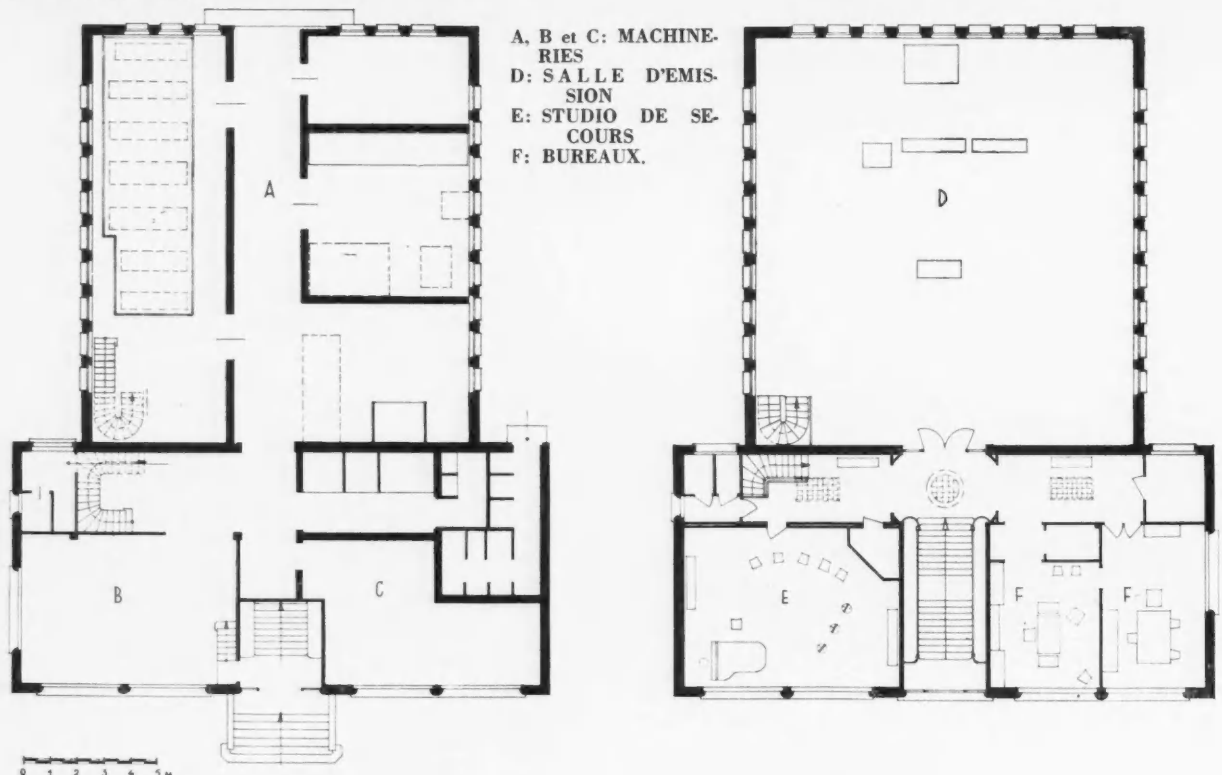 A, B et C: MACHINE-
RIES
D: SALLE D'EMIS-
SION
E: STUDIO DE SE-
COURS
F: BUREAUX.
A
B
C
D
E
F
F
0 1 2 3 4 5 M